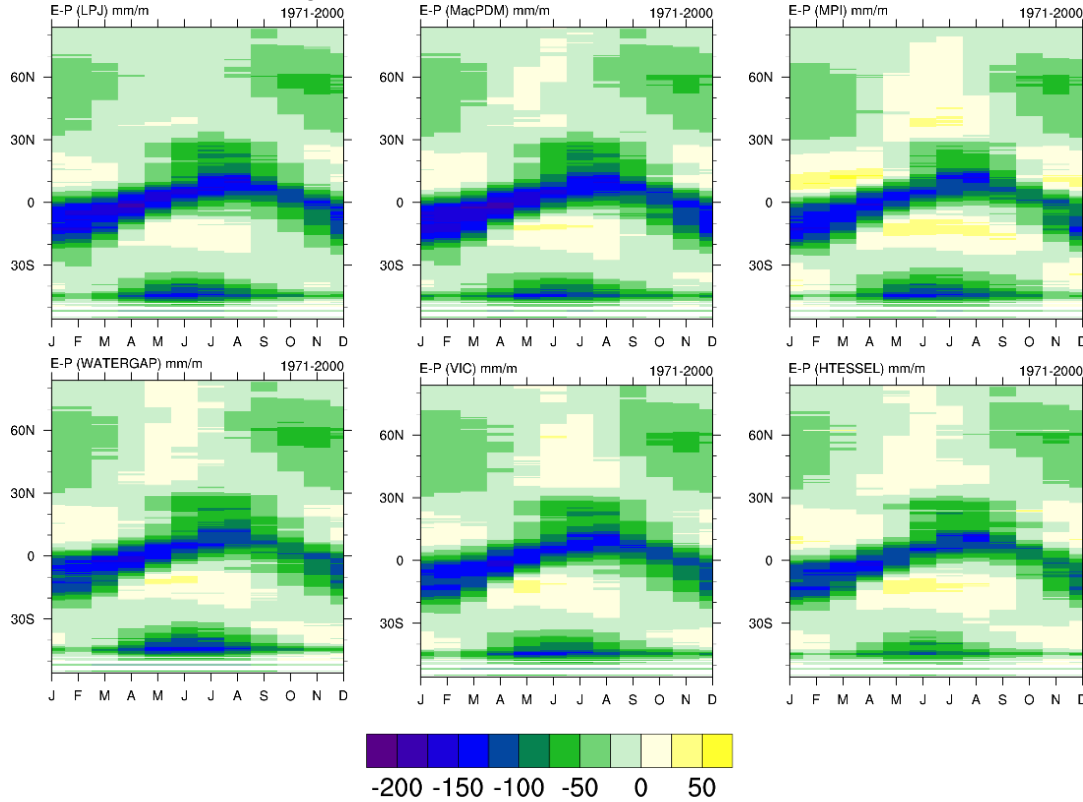 E-P (LPJ) mm/m 1971-2000
E-P (MacPDM) mm/m 1971-2000
E-P (MPI) mm/m 1971-2000
60N 60N 60N
30N 30N 30N
0 0 0
30S 30S 30S
J F M A M J J A S O N D
J F M A M J J A S O N D
J F M A M J J A S O N D
E-P (WATERGAP) mm/m 1971-2000
E-P (VIC) mm/m 1971-2000
E-P (HTESSEL) mm/m 1971-2000
60N 60N 60N
30N 30N 30N
0 0 0
30S 30S 30S
J F M A M J J A S O N D
J F M A M J J A S O N D
J F M A M J J A S O N D
-200 -150 -100 -50 0 50